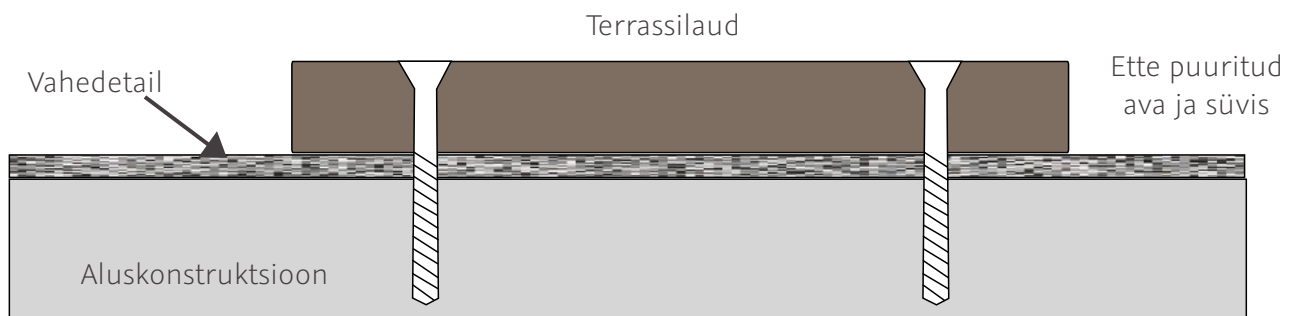 Terrassilaud
Vahedetail
Ette puuritud
ava ja süvis
Aluskonstruktsioon